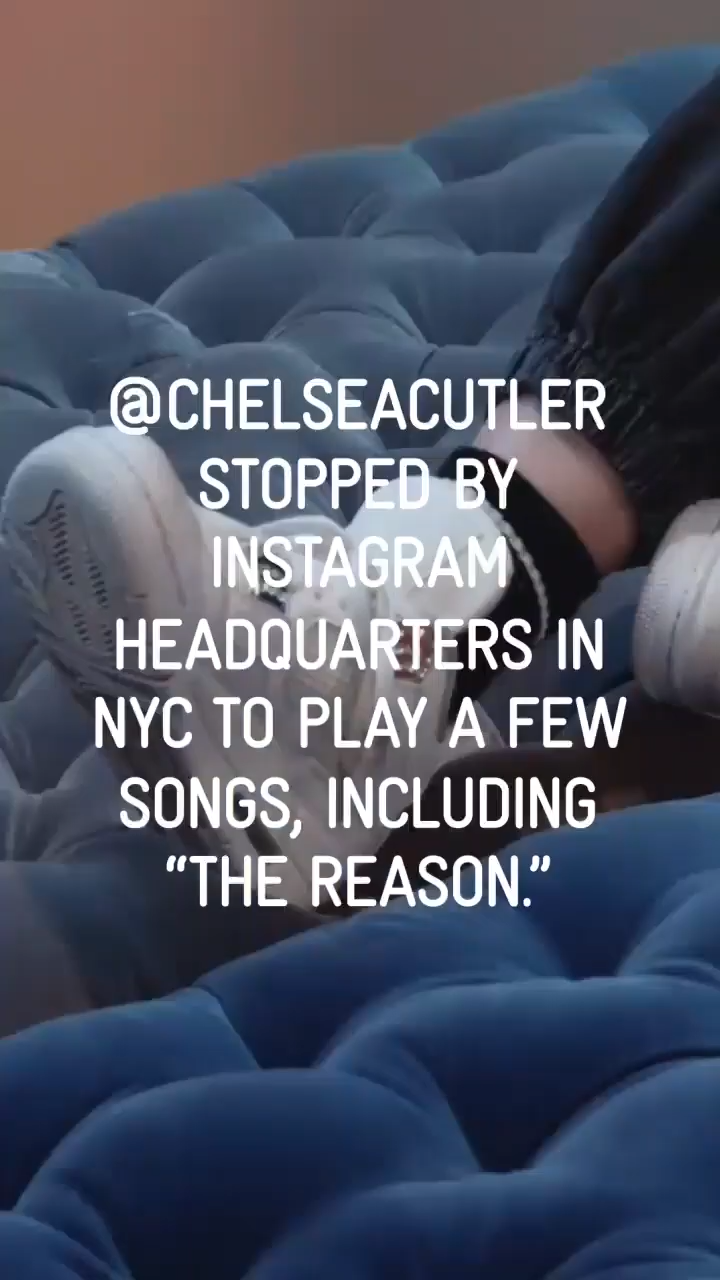 @CHELSEACUTLER
STOPPED BY
INSTAGRAM
HEADQUARTERS IN
NYC TO PLAY A FEW
SONGS, INCLUDING
“THE REASON.”